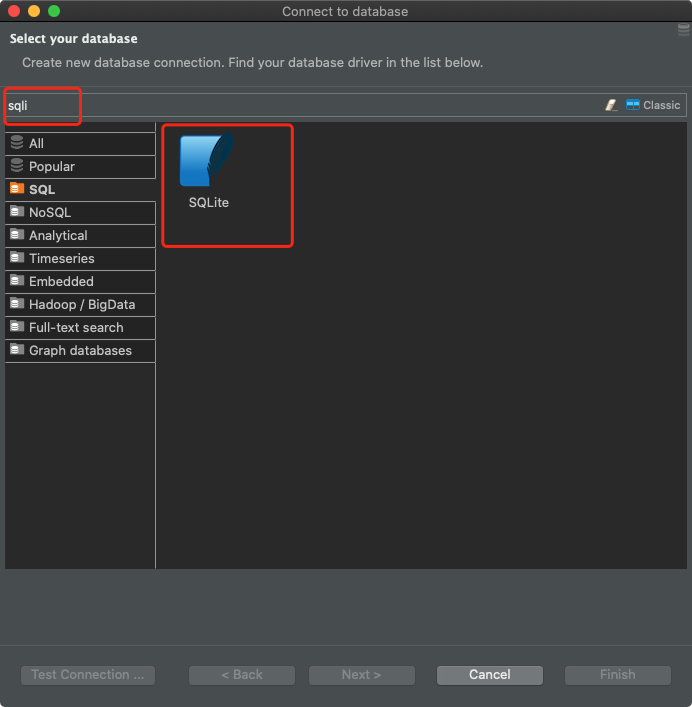 Connect to database
Select your database
Create new database connection. Find your database driver in the list below.
sqli
Classic
All
Popular
SQL
NoSQL
Analytical
Timeseries
Embedded
Hadoop / BigData
Full-text search
Graph databases
SQLite
Test Connection ...
< Back
Next >
Cancel
Finish